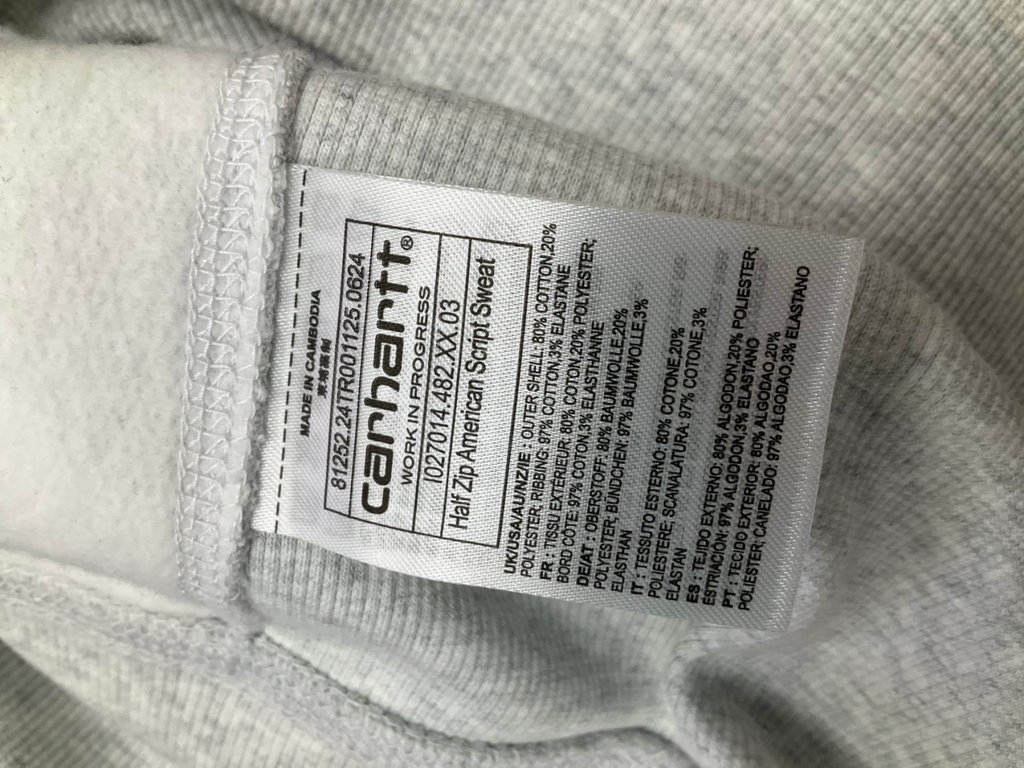 MADE IN CAMBODIA
81252.24TR001125.0624
carhartt®
WORK IN PROGRESS
I027014.482.XX.03
Half Zip American Script Sweat
UK/USA/AU/NZ/IE : OUTER SHELL: 80% COTTON,20%
POLYESTER; RIBBING: 97% COTTON,3% ELASTANE
FR : TISSU EXTÉRIEUR: 80% COTON,20% POLYESTER;
BORD CÔTE: 97% COTON,3% ELASTHANNE
DE/AT : OBERSTOFF: 80% BAUMWOLLE,20%
POLYESTER; BÜNDCHEN: 97% BAUMWOLLE,3%
ELASTHAN
IT : TESSUTO ESTERNO: 80% COTONE,20%
POLIESTERE; SCANALATURA: 97% COTONE,3%
ELASTAN
ES : TEJIDO EXTERNO: 80% ALGODON,20% POLIESTER;
ESTRIACIÓN: 97% ALGODON,3% ELASTANO
PT : TECIDO EXTERIOR: 80% ALGODAO,20%
POLIESTER; CANELADO: 97% ALGODAO,3% ELASTANO